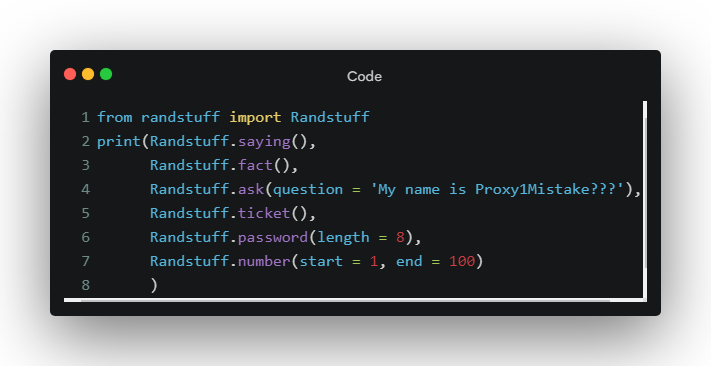 Code
1 from randstuff import Randstuff
2 print(Randstuff.saying(),
3       Randstuff.fact(),
4       Randstuff.ask(question = 'My name is Proxy1Mistake???'),
5       Randstuff.ticket(),
6       Randstuff.password(length = 8),
7       Randstuff.number(start = 1, end = 100)
8       )